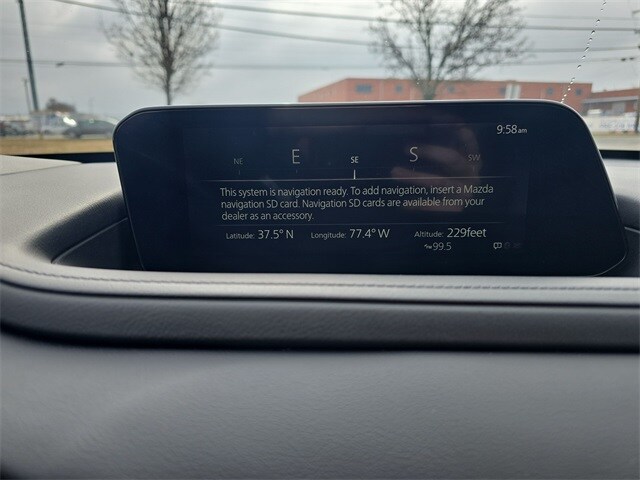 9:58am
NE E SE S SW
This system is navigation ready. To add navigation, insert a Mazda
navigation SD card. Navigation SD cards are available from your
dealer as an accessory.
Latitude: 37.5° N Longitude: 77.4° W Altitude: 229feet
99.5